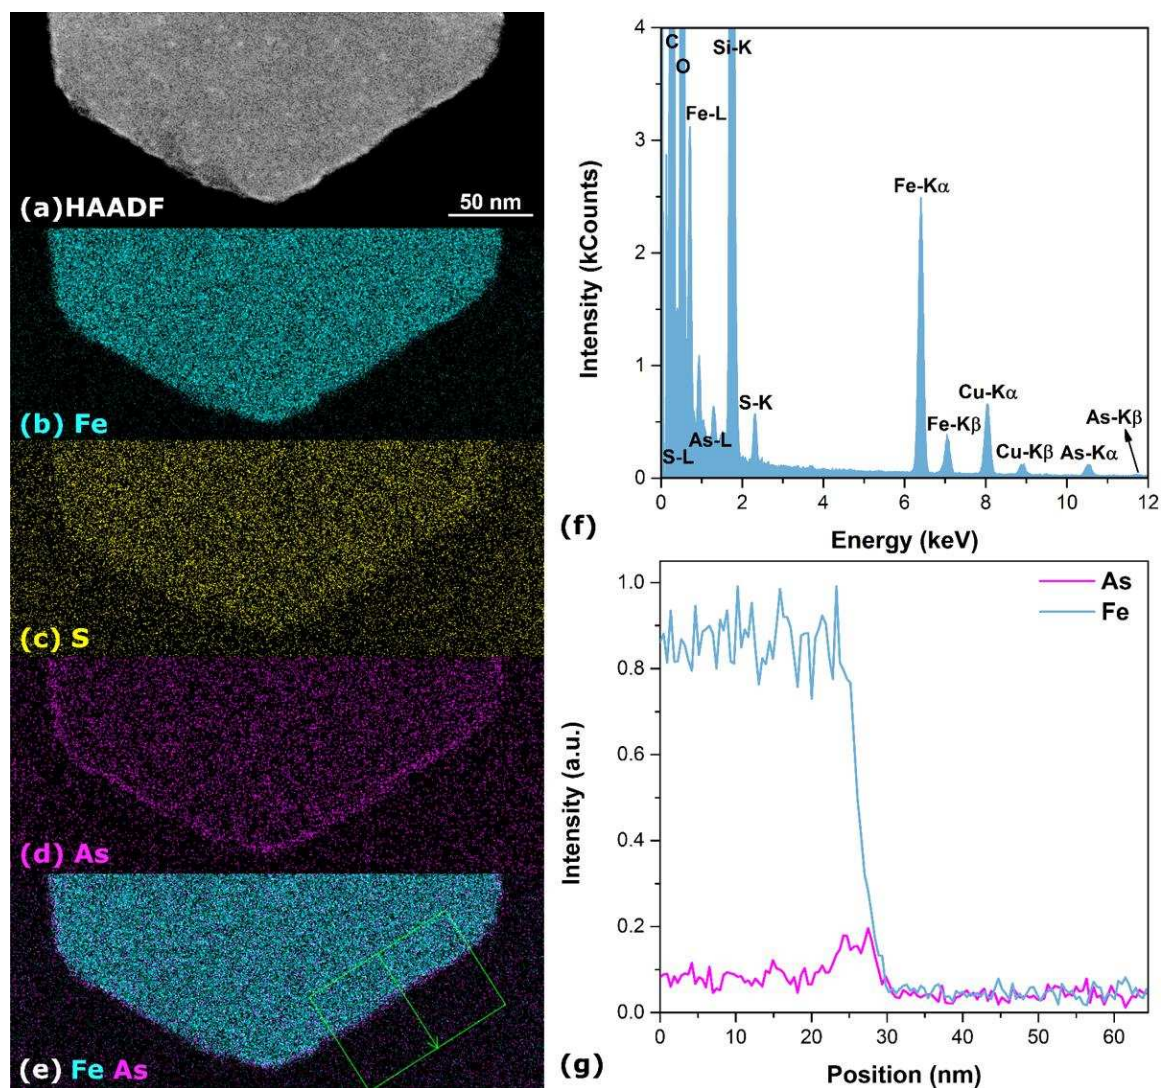 (a)HAADF
50 nm
(b) Fe
(c) S
(d) As
(e) Fe As
4
3
2
1
0
Intensity (kCounts)
C
O
Si-K
Fe-L
S-L
As-L
S-K
Fe-Kα
Fe-Kβ
Cu-Kα
Cu-Kβ
As-Kα
As-Kβ
0 2 4 6 8 10 12
Energy (keV)
(f)
As
Fe
1.0
0.8
0.6
0.4
0.2
0.0
Intensity (a.u.)
0 10 20 30 40 50 60
Position (nm)
(g)